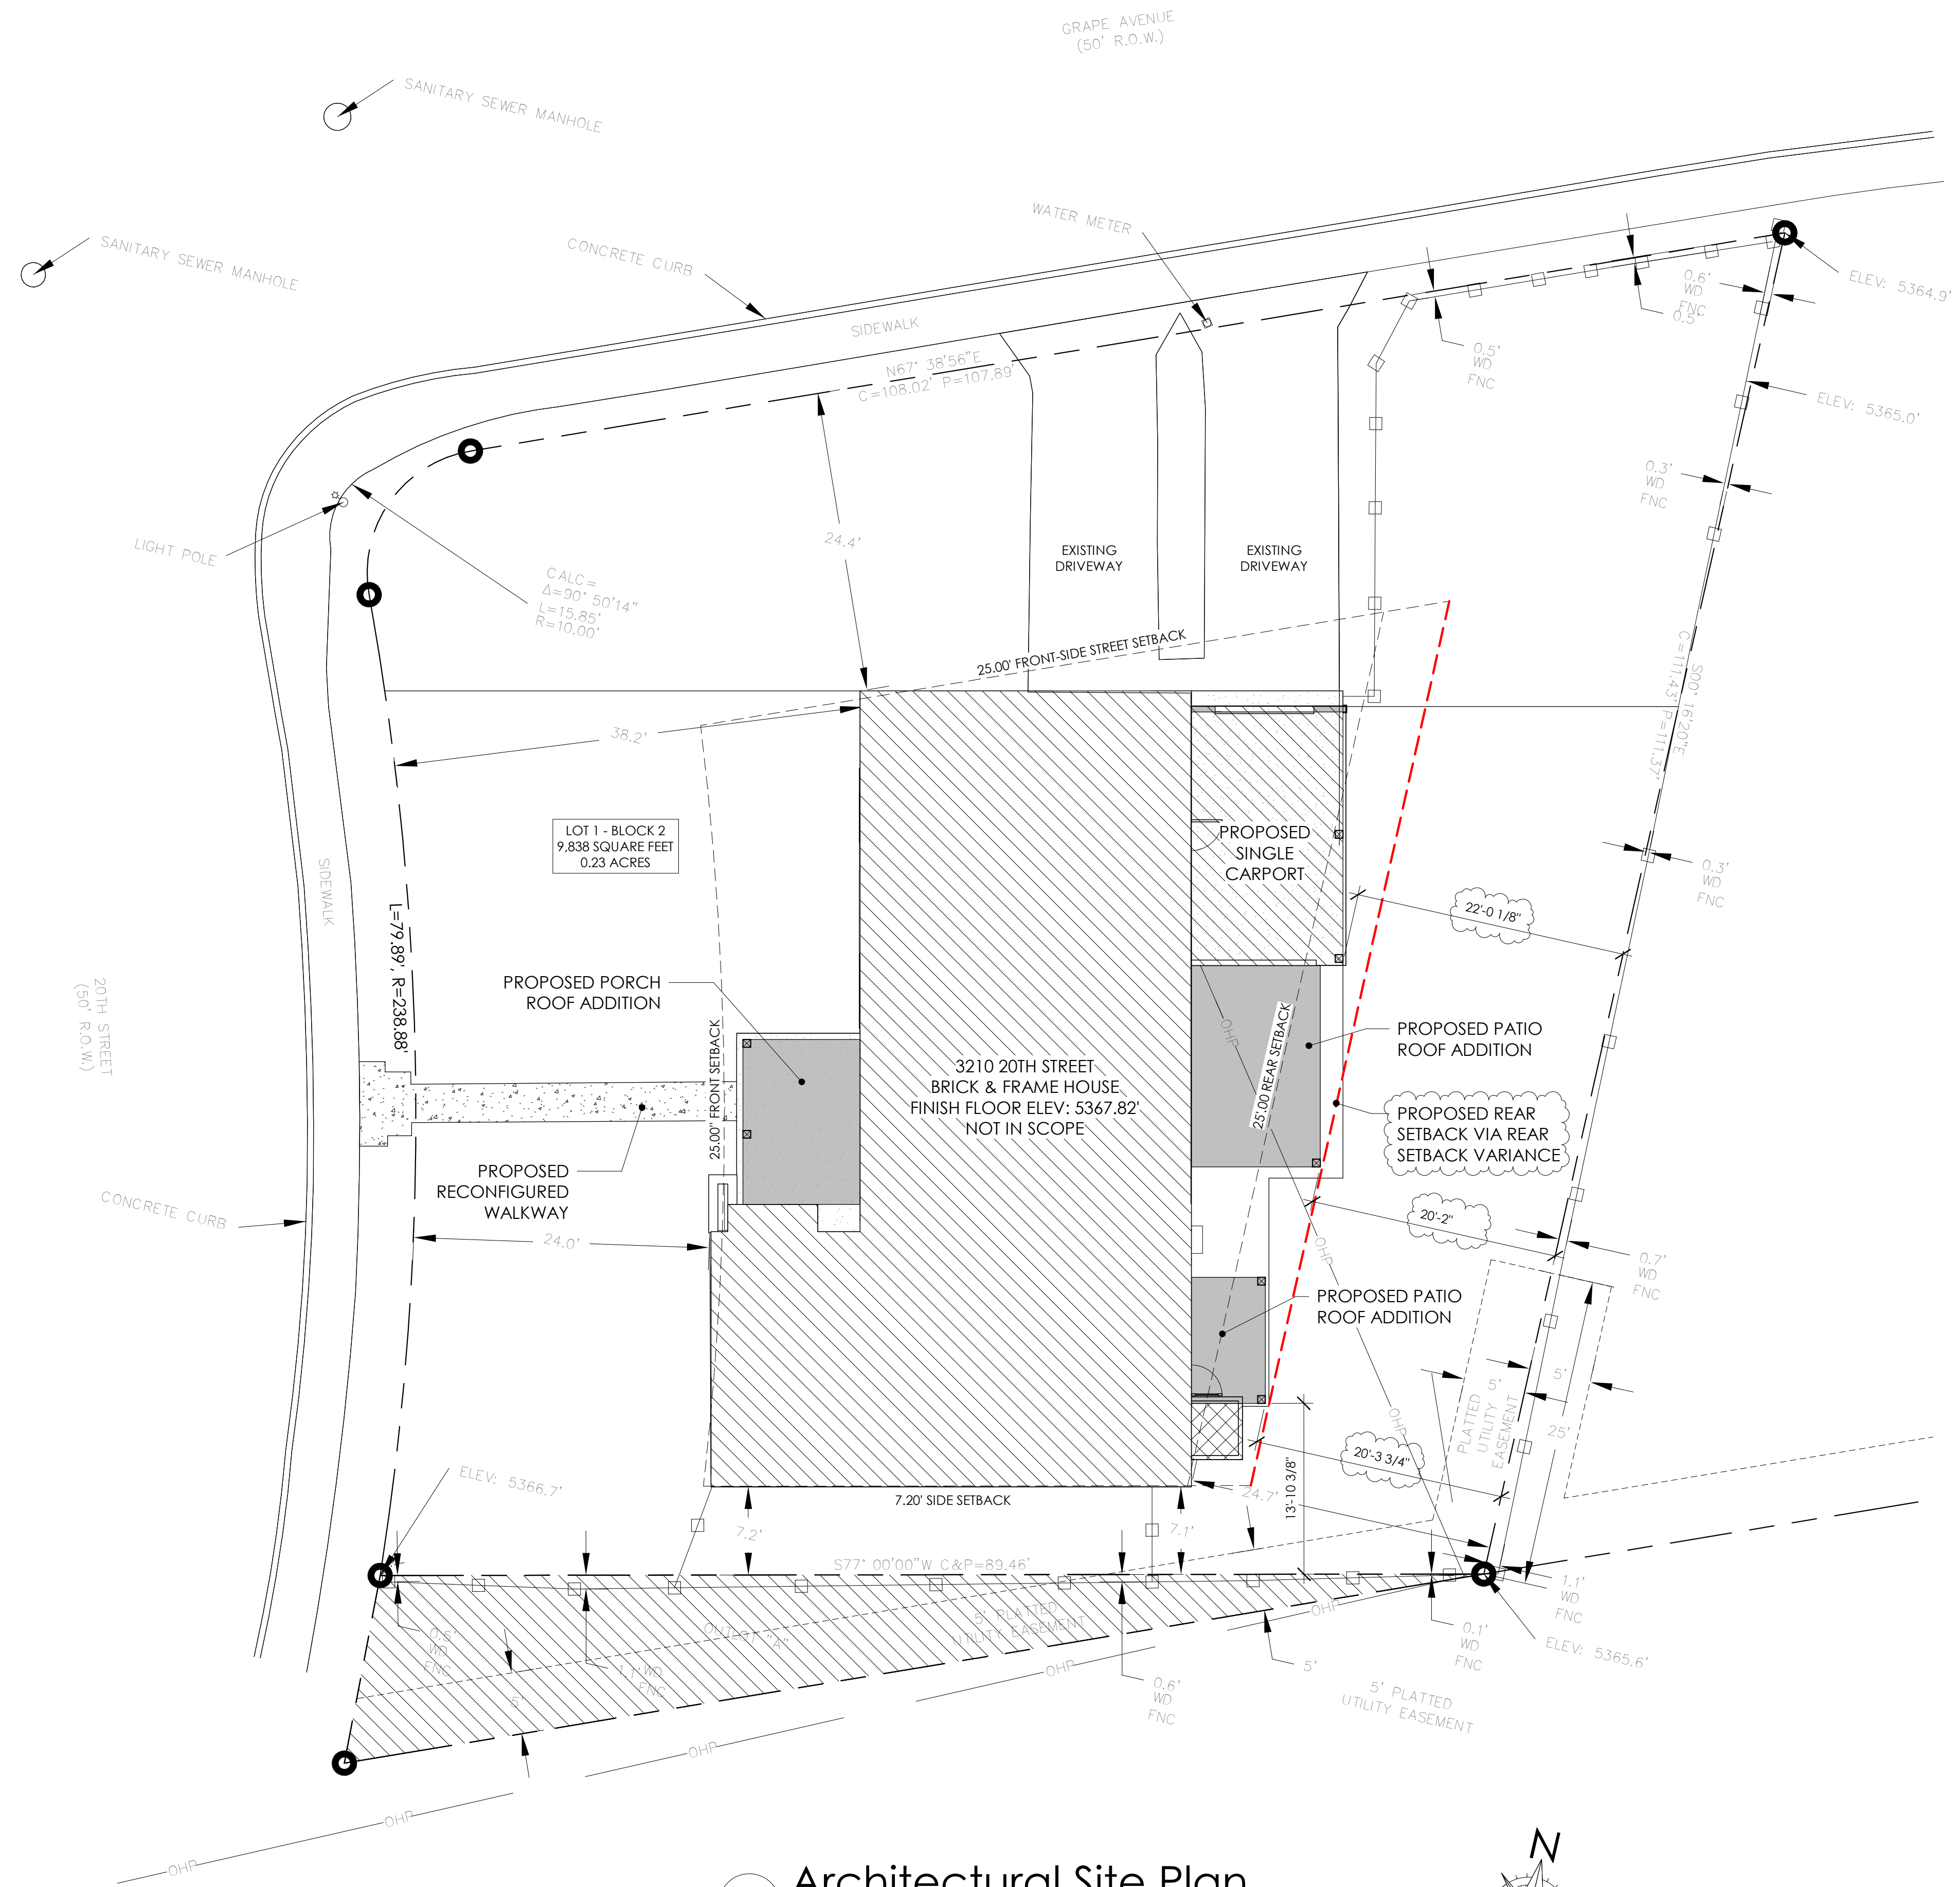 GRAPE AVENUE
(50' R.O.W.)
SANITARY SEWER MANHOLE
SANITARY SEWER MANHOLE
CONCRETE CURB
WATER METER
SIDEWALK
N67° 38'56"E
C=108.02' P=107.89'
ELEV: 5364.9'
0.6'
WD
FNC
0.5'
0.5'
WD
FNC
ELEV: 5365.0'
0.3'
WD
FNC
LIGHT POLE
CALC=
Δ=90° 50'14"
L=15.85'
R=10.00'
24.4'
EXISTING
DRIVEWAY
EXISTING
DRIVEWAY
25.00' FRONT-SIDE STREET SETBACK
S00° 16'20"E
C=111.43' P=111.37'
38.2'
LOT 1 - BLOCK 2
9,838 SQUARE FEET
0.23 ACRES
PROPOSED
SINGLE
CARPORT
0.3'
WD
FNC
SIDEWALK
L=79.89', R=238.88'
22'-0 1/8"
20TH STREET
(50' R.O.W.)
PROPOSED PORCH
ROOF ADDITION
25.00" FRONT SETBACK
OHP
25'.00 REAR SETBACK
PROPOSED PATIO
ROOF ADDITION
3210 20TH STREET
BRICK & FRAME HOUSE
FINISH FLOOR ELEV: 5367.82'
NOT IN SCOPE
PROPOSED REAR
SETBACK VIA REAR
SETBACK VARIANCE
PROPOSED
RECONFIGURED
WALKWAY
CONCRETE CURB
24.0'
20'-2"
OHP
0.7'
WD
FNC
PROPOSED PATIO
ROOF ADDITION
5'
5'
25'
PLATTED
UTILITY
EASEMENT
OHP
20'-3 3/4"
13'-10 3/8"
24.7'
ELEV: 5366.7'
7.20' SIDE SETBACK
7.2'
7.1'
S77° 00'00"W C&P=89.46'
1.1'
WD
FNC
0.5'
WD
FNC
OUTLOT "A"
5' PLATTED
UTILITY EASEMENT
OHP
0.1'
WD
FNC
ELEV: 5365.6'
1.1' WD
FNC
5'
OHP
0.6'
WD
FNC
5'
5' PLATTED
UTILITY EASEMENT
OHP
OHP
OHP
N
Architectural Site Plan